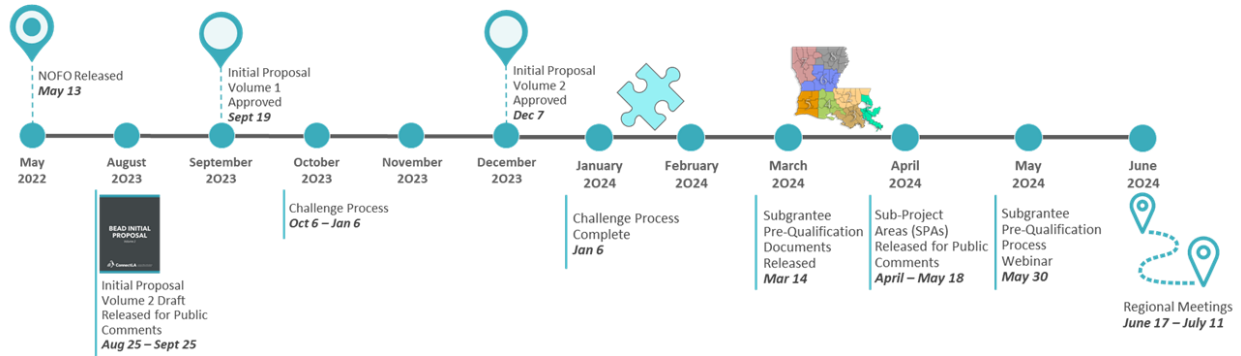 NOFO Released
May 13
Initial Proposal
Volume 1
Approved
Sept 19
Initial Proposal
Volume 2
Approved
Dec 7
May
2022
August
2023
September
2023
October
2023
November
2023
December
2023
January
2024
February
2024
March
2024
April
2024
May
2024
June
2024
BEAD INITIAL
PROPOSAL
ConnectLA
Initial Proposal
Volume 2 Draft
Released for Public
Comments
Aug 25 – Sept 25
Challenge Process
Oct 6 – Jan 6
Challenge Process
Complete
Jan 6
Subgrantee
Pre-Qualification
Documents
Released
Mar 14
Sub-Project
Areas (SPAs)
Released for Public
Comments
April – May 18
Subgrantee
Pre-Qualification
Process
Webinar
May 30
Regional Meetings
June 17 – July 11